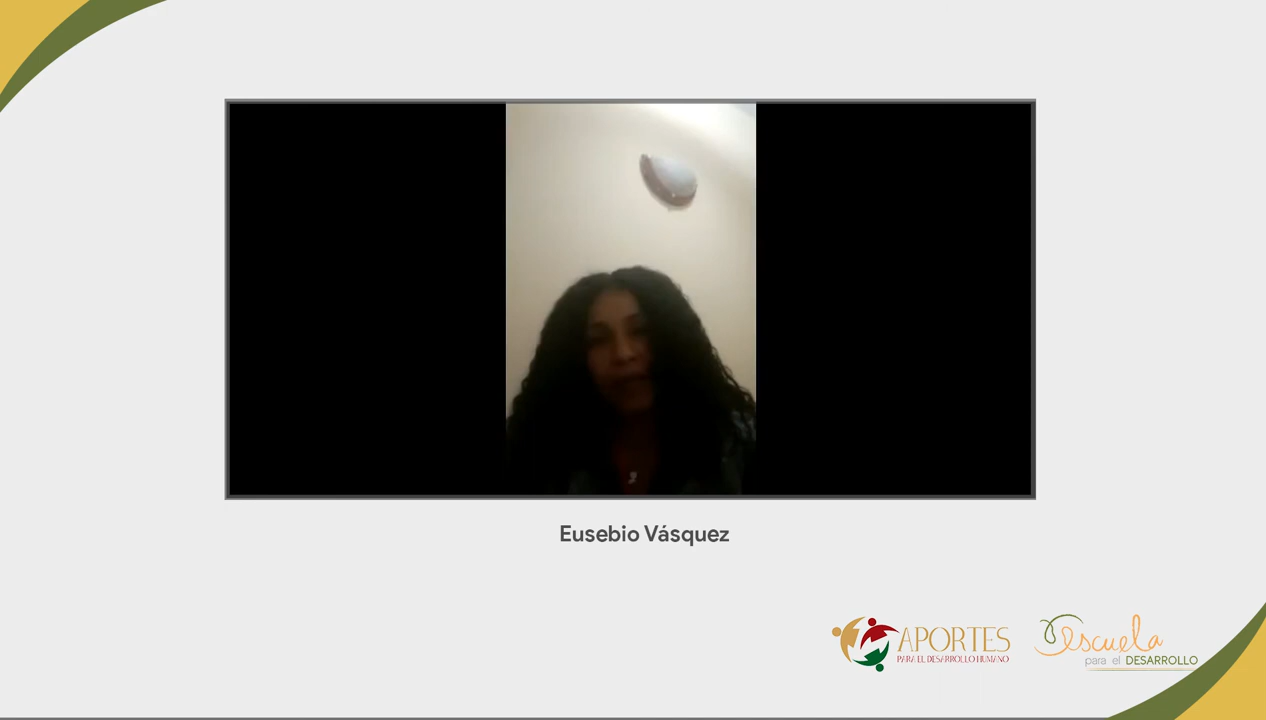 Eusebio Vásquez
APORTES
PARA EL DESARROLLO HUMANO
escuela
para el DESARROLLO